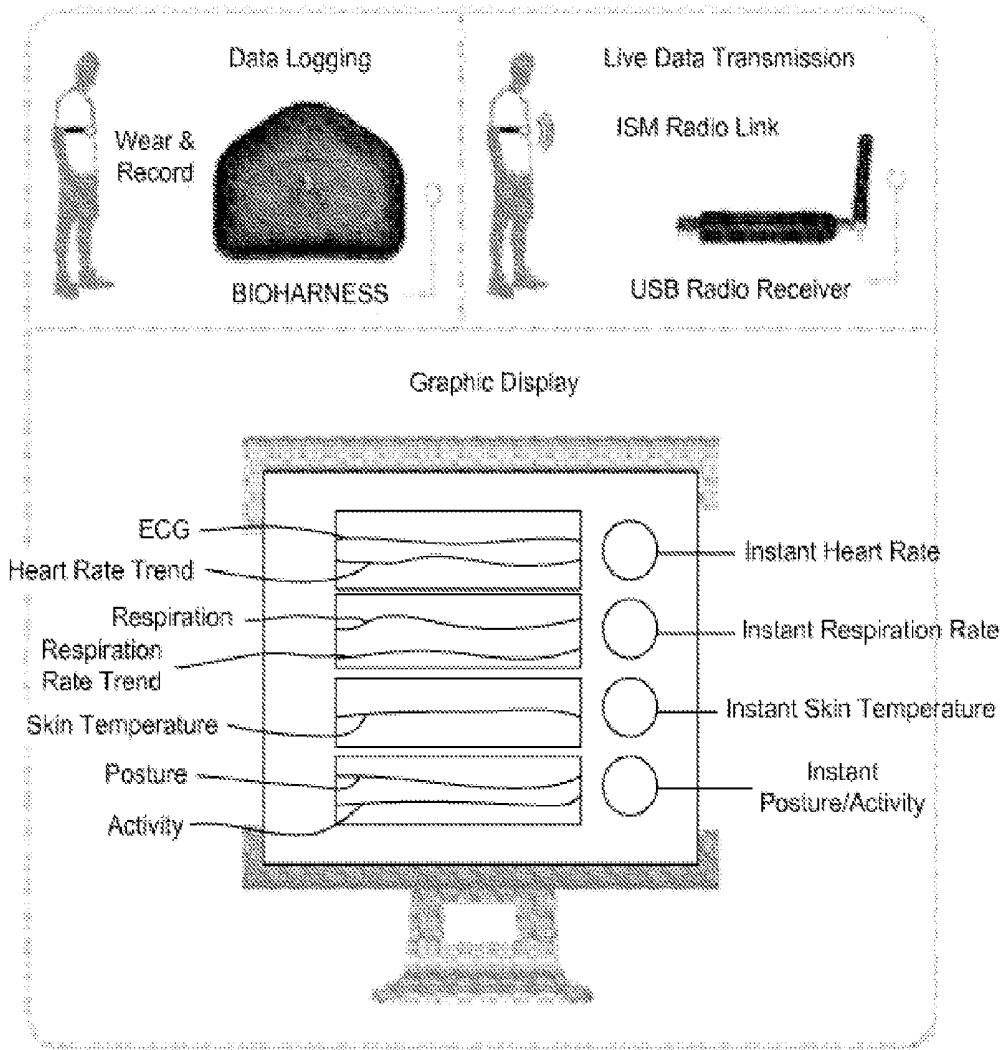 Data Logging
Wear &
Record
BIOHARNESS
Live Data Transmission
ISM Radio Link
USB Radio Receiver
Graphic Display
ECG
Heart Rate Trend
Respiration
Respiration
Rate Trend
Skin Temperature
Posture
Activity
Instant Heart Rate
Instant Respiration Rate
Instant Skin Temperature
Instant
Posture/Activity